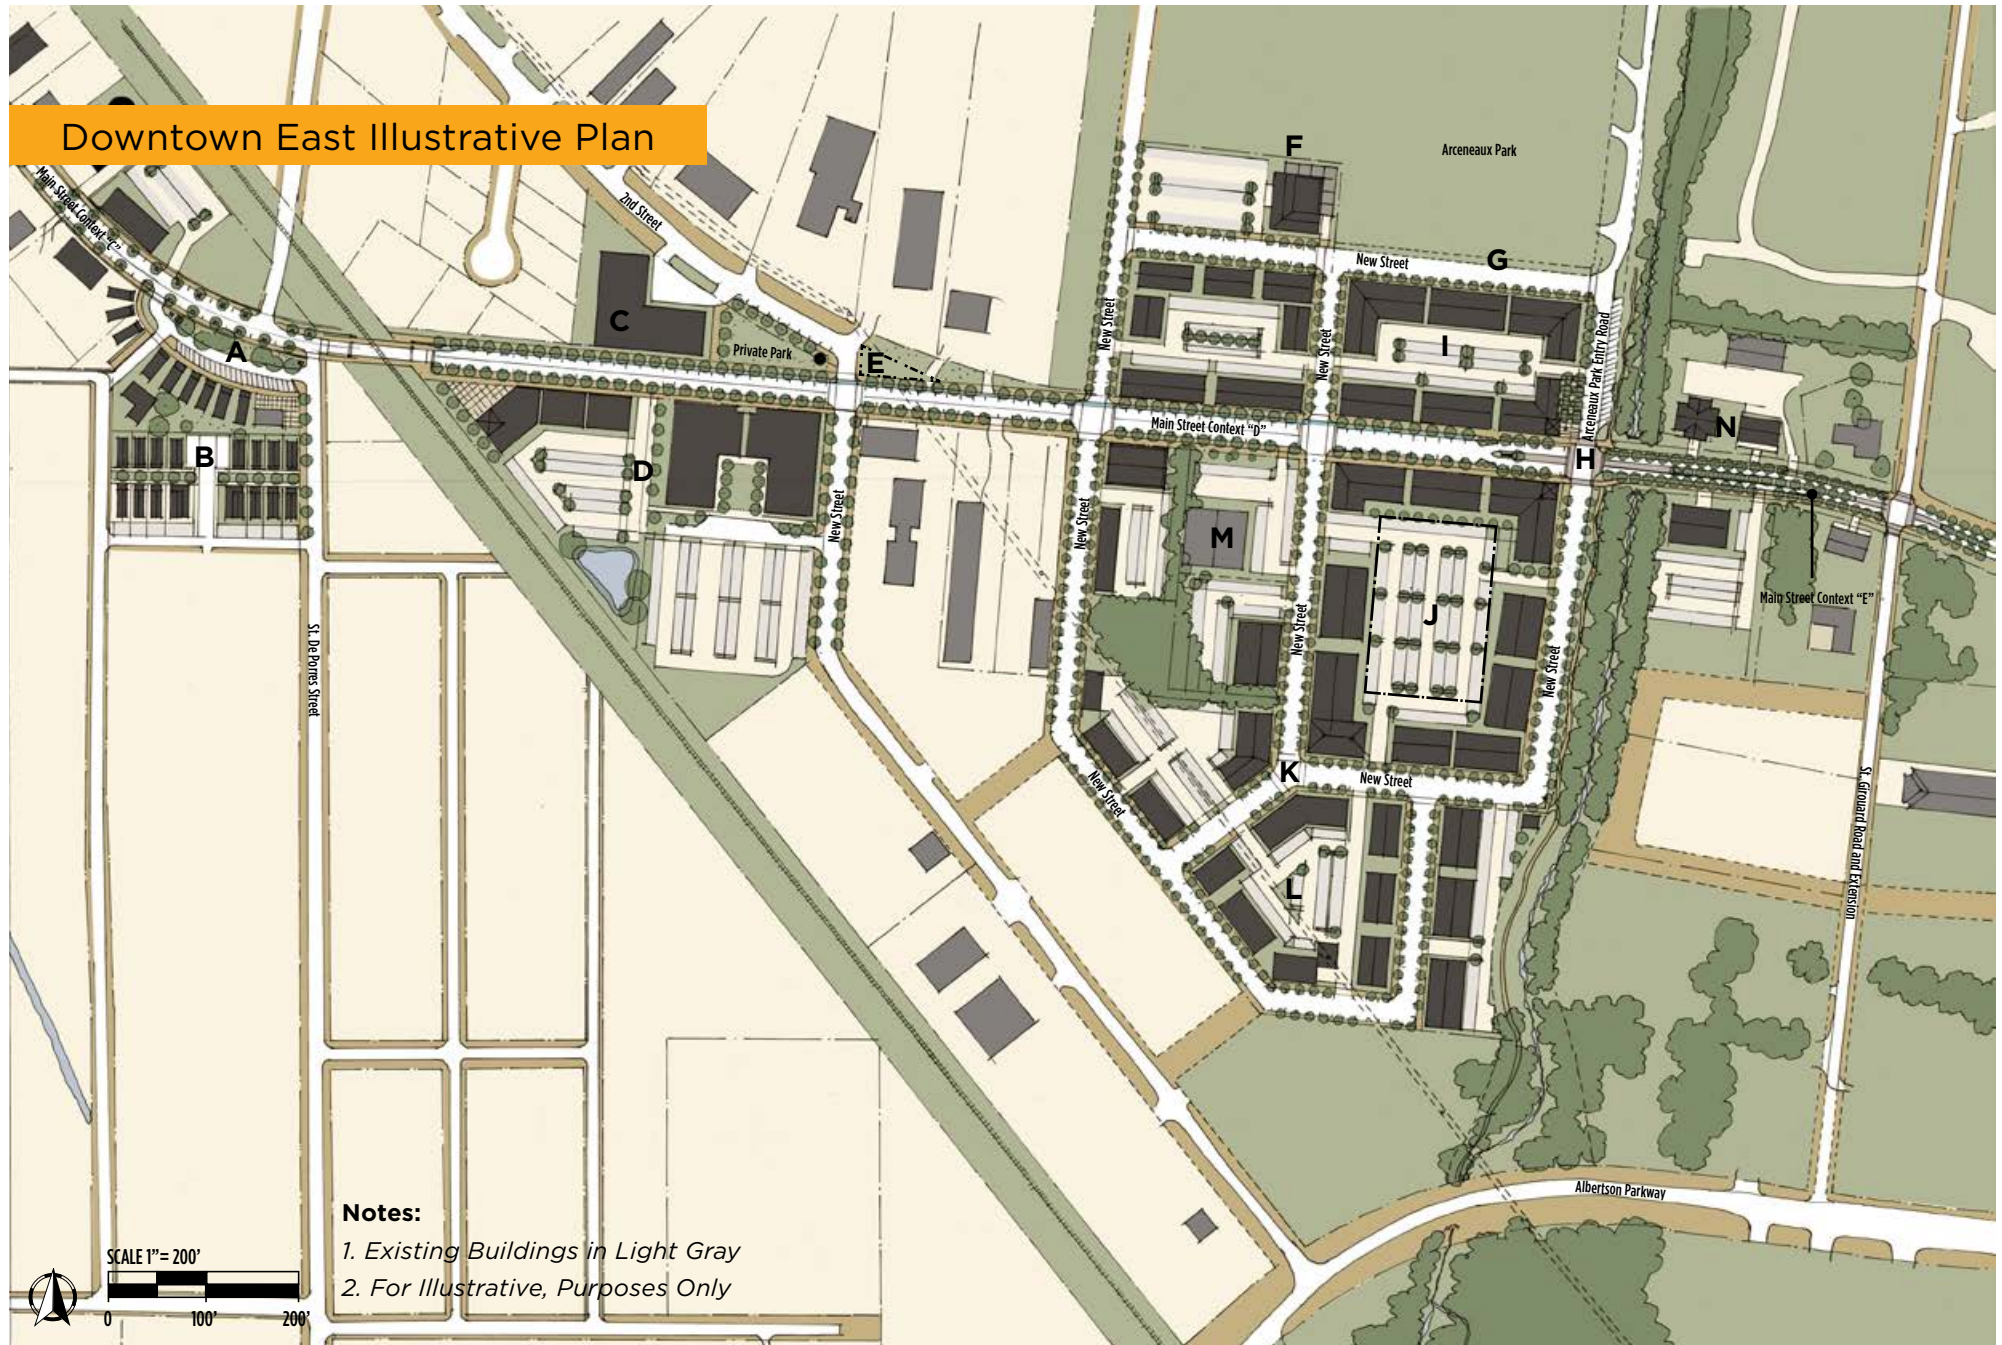 Downtown East Illustrative Plan
Main Street Context "C"
2nd Street
F
Arceneaux Park
New Street
G
C
Private Park
E
A
New Street
New Street
I
Arceneaux Park Entry Road
B
D
Main Street Context "D"
H
N
New Street
New Street
M
J
Main Street Context "E"
New Street
New Street
St. De Porres Street
K
New Street
New Street
L
St. Girouard Road and Extension
Albertson Parkway
Notes:
1. Existing Buildings in Light Gray
2. For Illustrative, Purposes Only
SCALE 1"= 200'
0 100' 200'